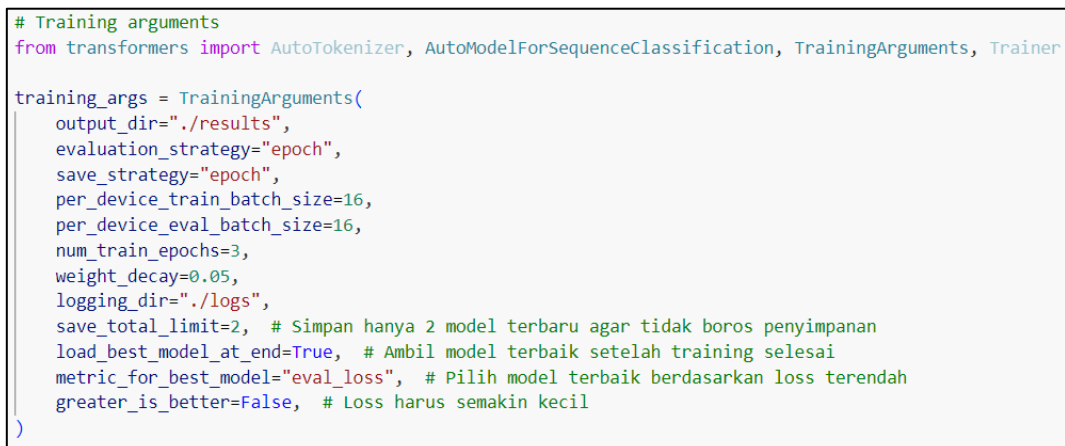 # Training arguments
from transformers import AutoTokenizer, AutoModelForSequenceClassification, TrainingArguments, Trainer
training_args = TrainingArguments(
output_dir="./results",
evaluation_strategy="epoch",
save_strategy="epoch",
per_device_train_batch_size=16,
per_device_eval_batch_size=16,
num_train_epochs=3,
weight_decay=0.05,
logging_dir="./logs",
save_total_limit=2,  # Simpan hanya 2 model terbaru agar tidak boros penyimpanan
load_best_model_at_end=True,  # Ambil model terbaik setelah training selesai
metric_for_best_model="eval_loss",  # Pilih model terbaik berdasarkan loss terendah
greater_is_better=False,  # Loss harus semakin kecil
)